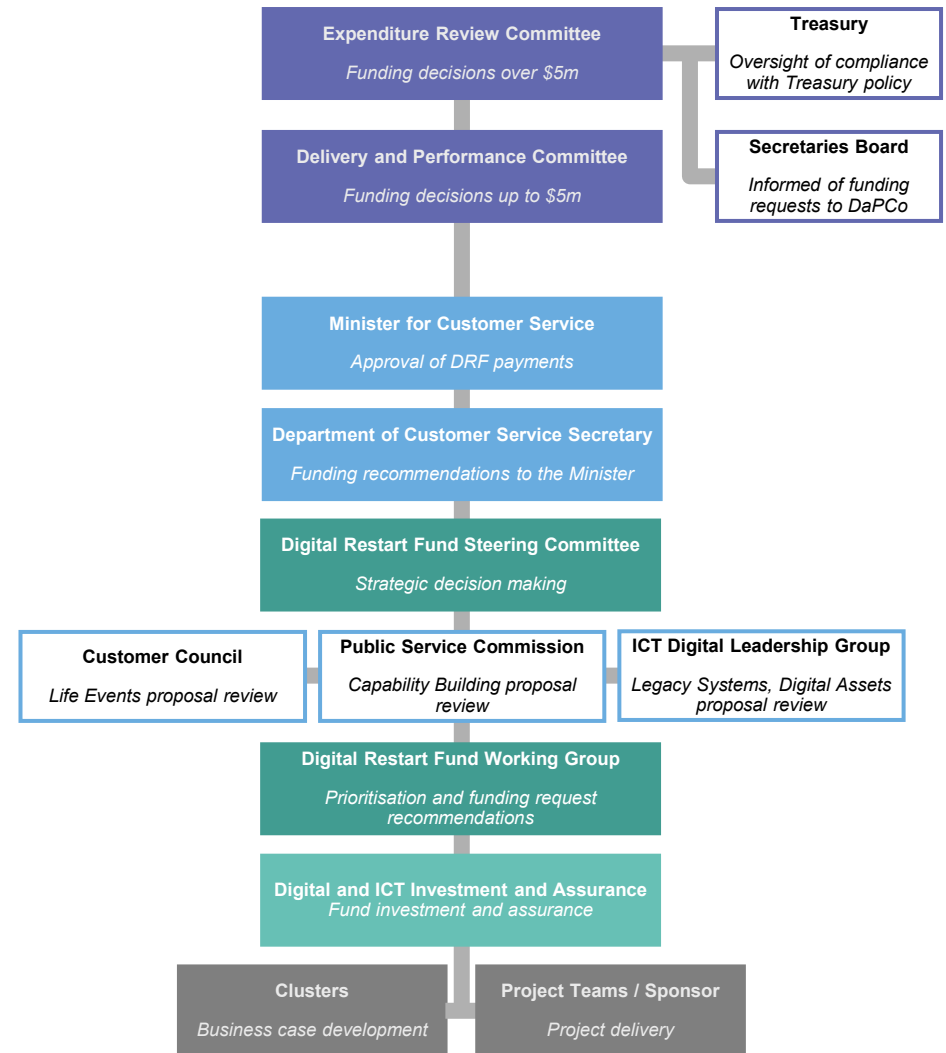 Expenditure Review Committee
Funding decisions over $5m
Treasury
Oversight of compliance
with Treasury policy
Delivery and Performance Committee
Funding decisions up to $5m
Secretaries Board
Informed of funding
requests to DaPCo
Minister for Customer Service
Approval of DRF payments
Department of Customer Service Secretary
Funding recommendations to the Minister
Digital Restart Fund Steering Committee
Strategic decision making
Customer Council
Life Events proposal review
Public Service Commission
Capability Building proposal
review
ICT Digital Leadership Group
Legacy Systems, Digital Assets
proposal review
Digital Restart Fund Working Group
Prioritisation and funding request
recommendations
Digital and ICT Investment and Assurance
Fund investment and assurance
Clusters
Business case development
Project Teams / Sponsor
Project delivery